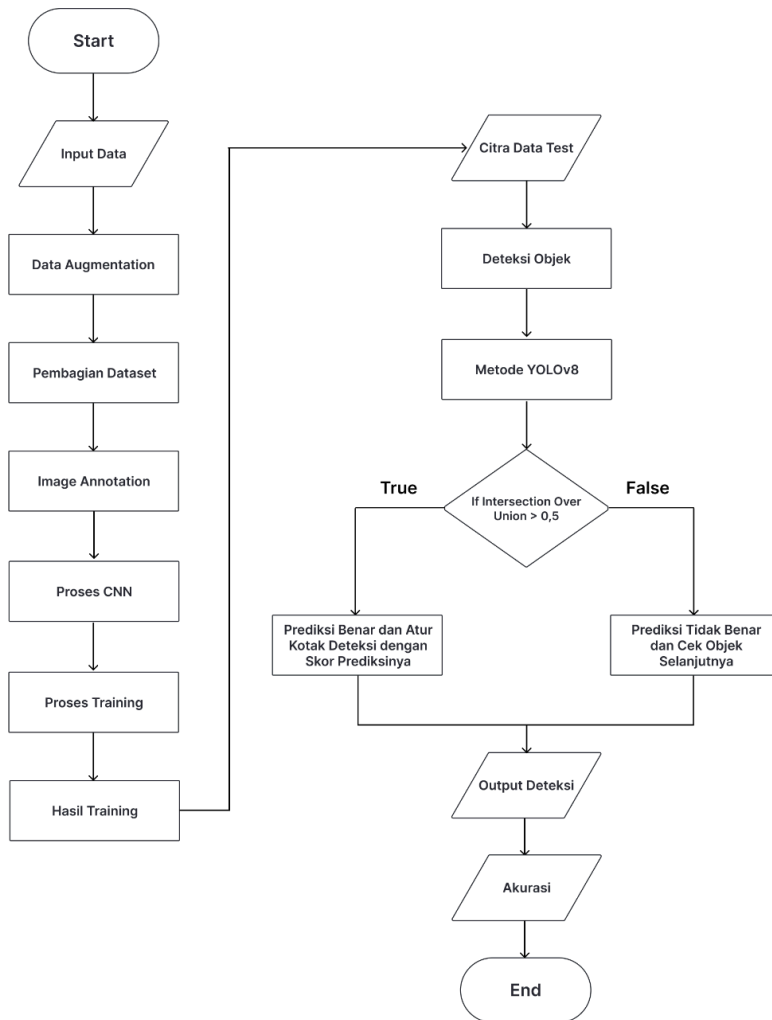 Start
Input Data
Data Augmentation
Pembagian Dataset
Image Annotation
Proses CNN
Proses Training
Hasil Training
Citra Data Test
Deteksi Objek
Metode YOLOv8
If Intersection Over
Union > 0,5
True
False
Prediksi Benar dan Atur
Kotak Deteksi dengan
Skor Prediksinya
Prediksi Tidak Benar
dan Cek Objek
Selanjutnya
Output Deteksi
Akurasi
End